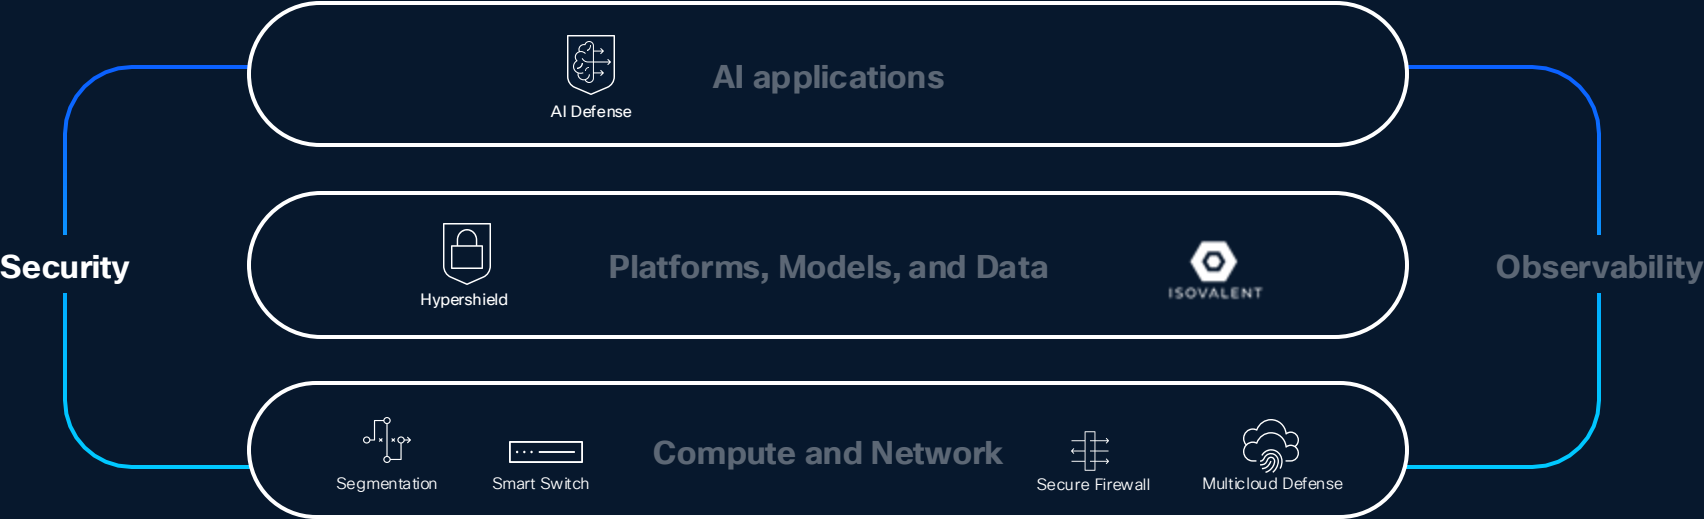 AI applications
AI Defense
Security
Platforms, Models, and Data
Observability
Hypershield
ISOVALENT
Compute and Network
Segmentation
Smart Switch
Secure Firewall
Multicloud Defense